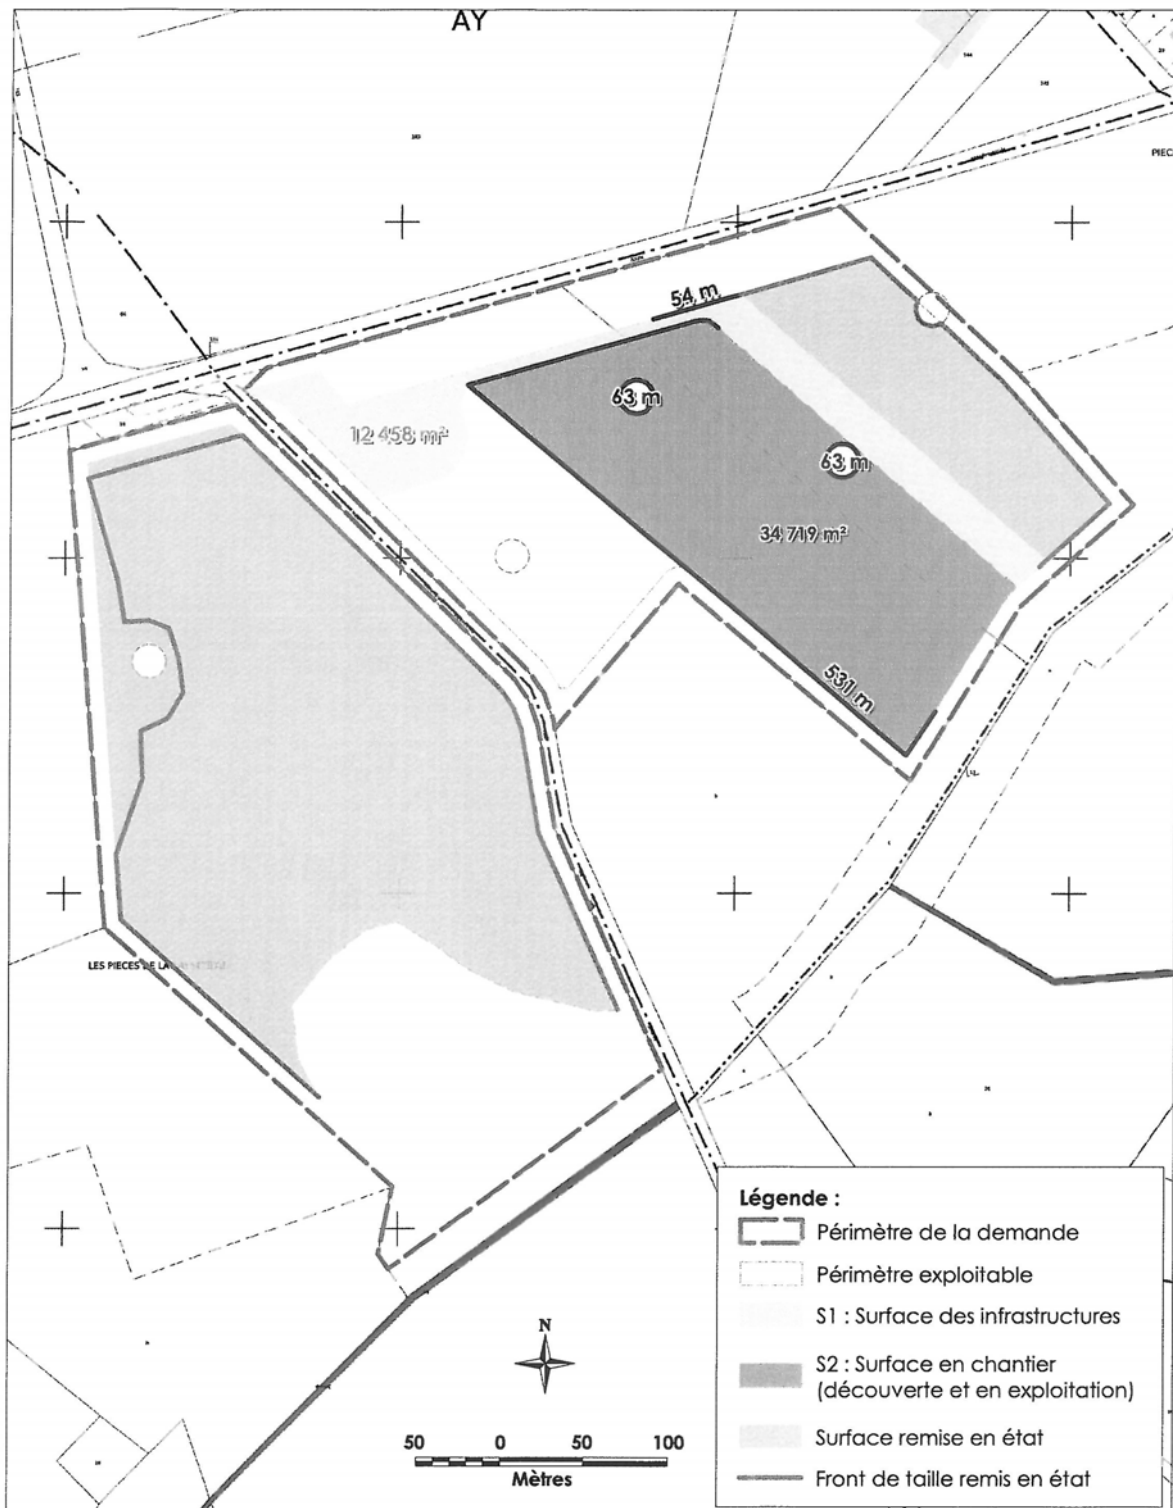 AY
PIEC
54 m
63 m
12 458 m²
63 m
34 719 m²
531 m
LES PIECES DE LA
Légende :
Périmètre de la demande
Périmètre exploitable
S1 : Surface des infrastructures
S2 : Surface en chantier
(découverte et en exploitation)
Surface remise en état
Front de taille remis en état
N
50 0 50 100
Mètres